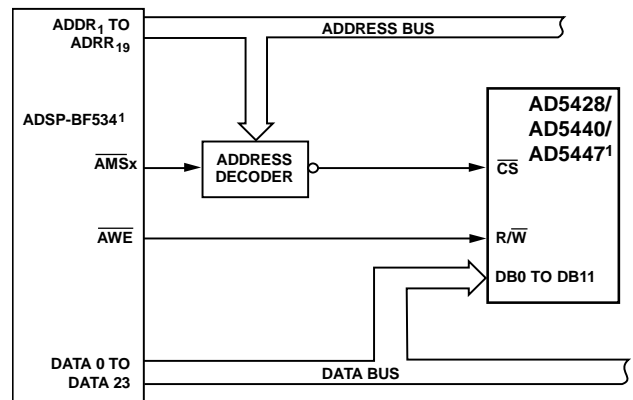 ADDR1 TO
ADRR19
ADDRESS BUS
ADSP-BF5341
AD5428/
AD5440/
AD54471
AMSx
ADDRESS
DECODER
CS
AWE
R/W
DB0 TO DB11
DATA 0 TO
DATA 23
DATA BUS